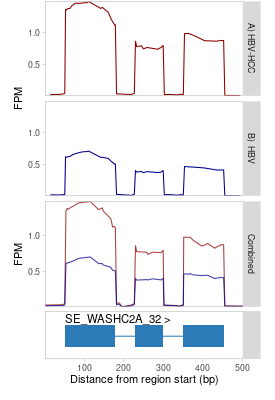 1.0
0.5
A) HBV-HCC
FPM
1.0
0.5
B) HBV
1.0
0.5
FPM
Combined
SE_WASHC2A_32 >
100 200 300 400 500
Distance from region start (bp)